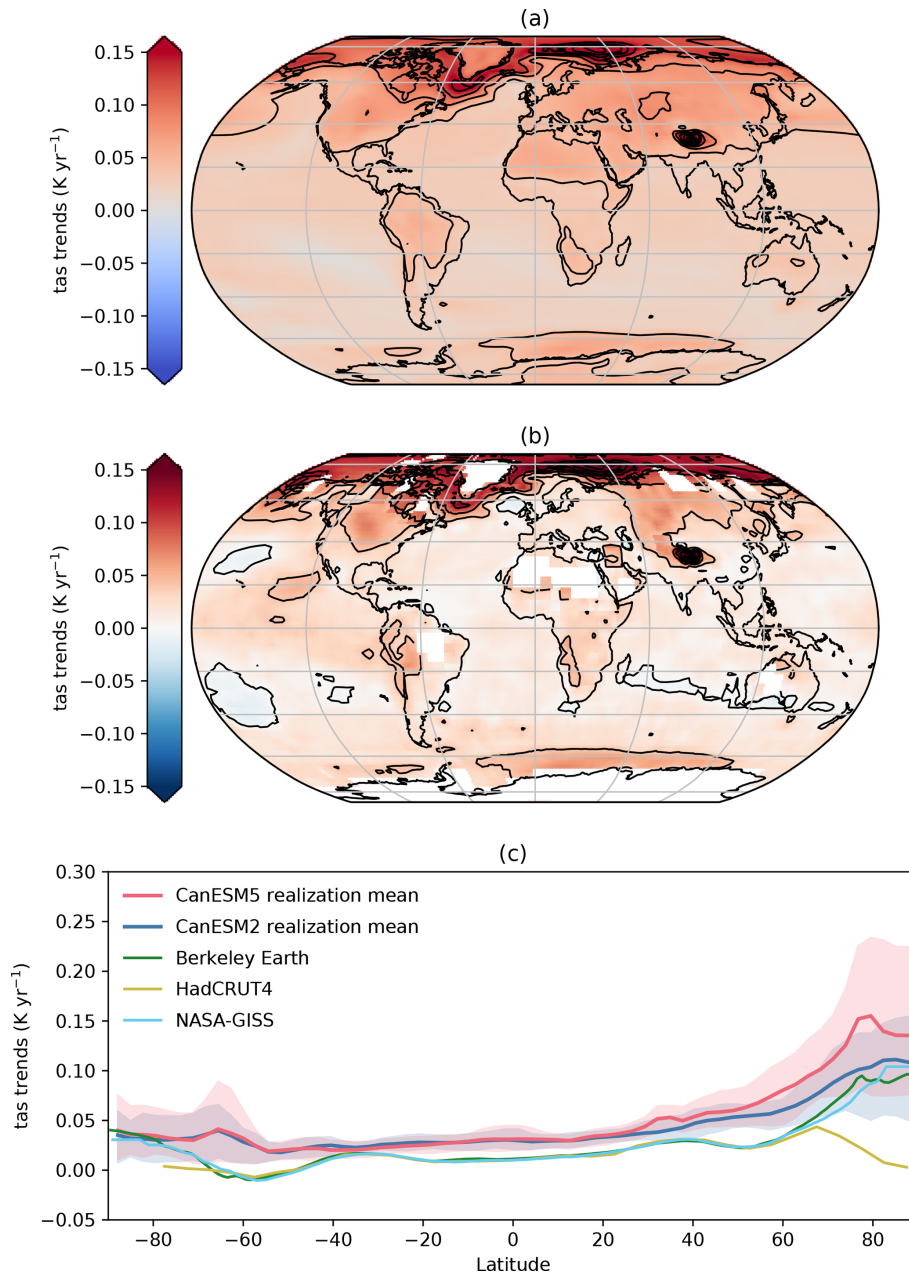 (a)
0.15
0.10
0.05
0.00
−0.05
−0.10
−0.15
tas trends (K yr⁻¹)
(b)
0.15
0.10
0.05
0.00
−0.05
−0.10
−0.15
tas trends (K yr⁻¹)
(c)
0.30
0.25
0.20
0.15
0.10
0.05
0.00
−0.05
tas trends (K yr⁻¹)
CanESM5 realization mean
CanESM2 realization mean
Berkeley Earth
HadCRUT4
NASA-GISS
−80 −60 −40 −20 0 20 40 60 80
Latitude